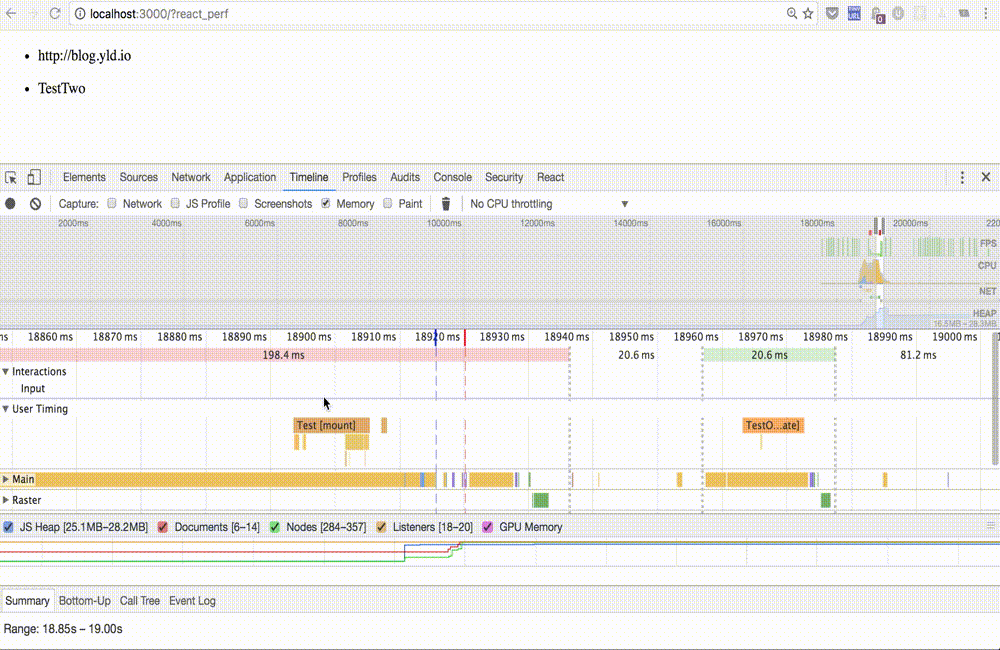 localhost:3000/?react_perf
TINY URL 0
http://blog.yld.io
TestTwo
Elements Sources Network Application Timeline Profiles Audits Console Security React
Capture: Network JS Profile Screenshots Memory Paint No CPU throttling
2000ms 4000ms 6000ms 8000ms 10000ms 12000ms 14000ms 16000ms 18000ms 20000ms 220
FPS
CPU
NET
HEAP
16.5MB – 28.3MB
ms 18860 ms 18870 ms 18880 ms 18890 ms 18900 ms 18910 ms 18920 ms 18930 ms 18940 ms 18950 ms 18960 ms 18970 ms 18980 ms 18990 ms 19000 ms
198.4 ms 20.6 ms 20.6 ms 81.2 ms
Interactions
Input
User Timing
Test [mount] TestO...ate]
Main
Raster
JS Heap [25.1MB–28.2MB] Documents [6–14] Nodes [284–357] Listeners [18–20] GPU Memory
Summary Bottom-Up Call Tree Event Log
Range: 18.85s – 19.00s